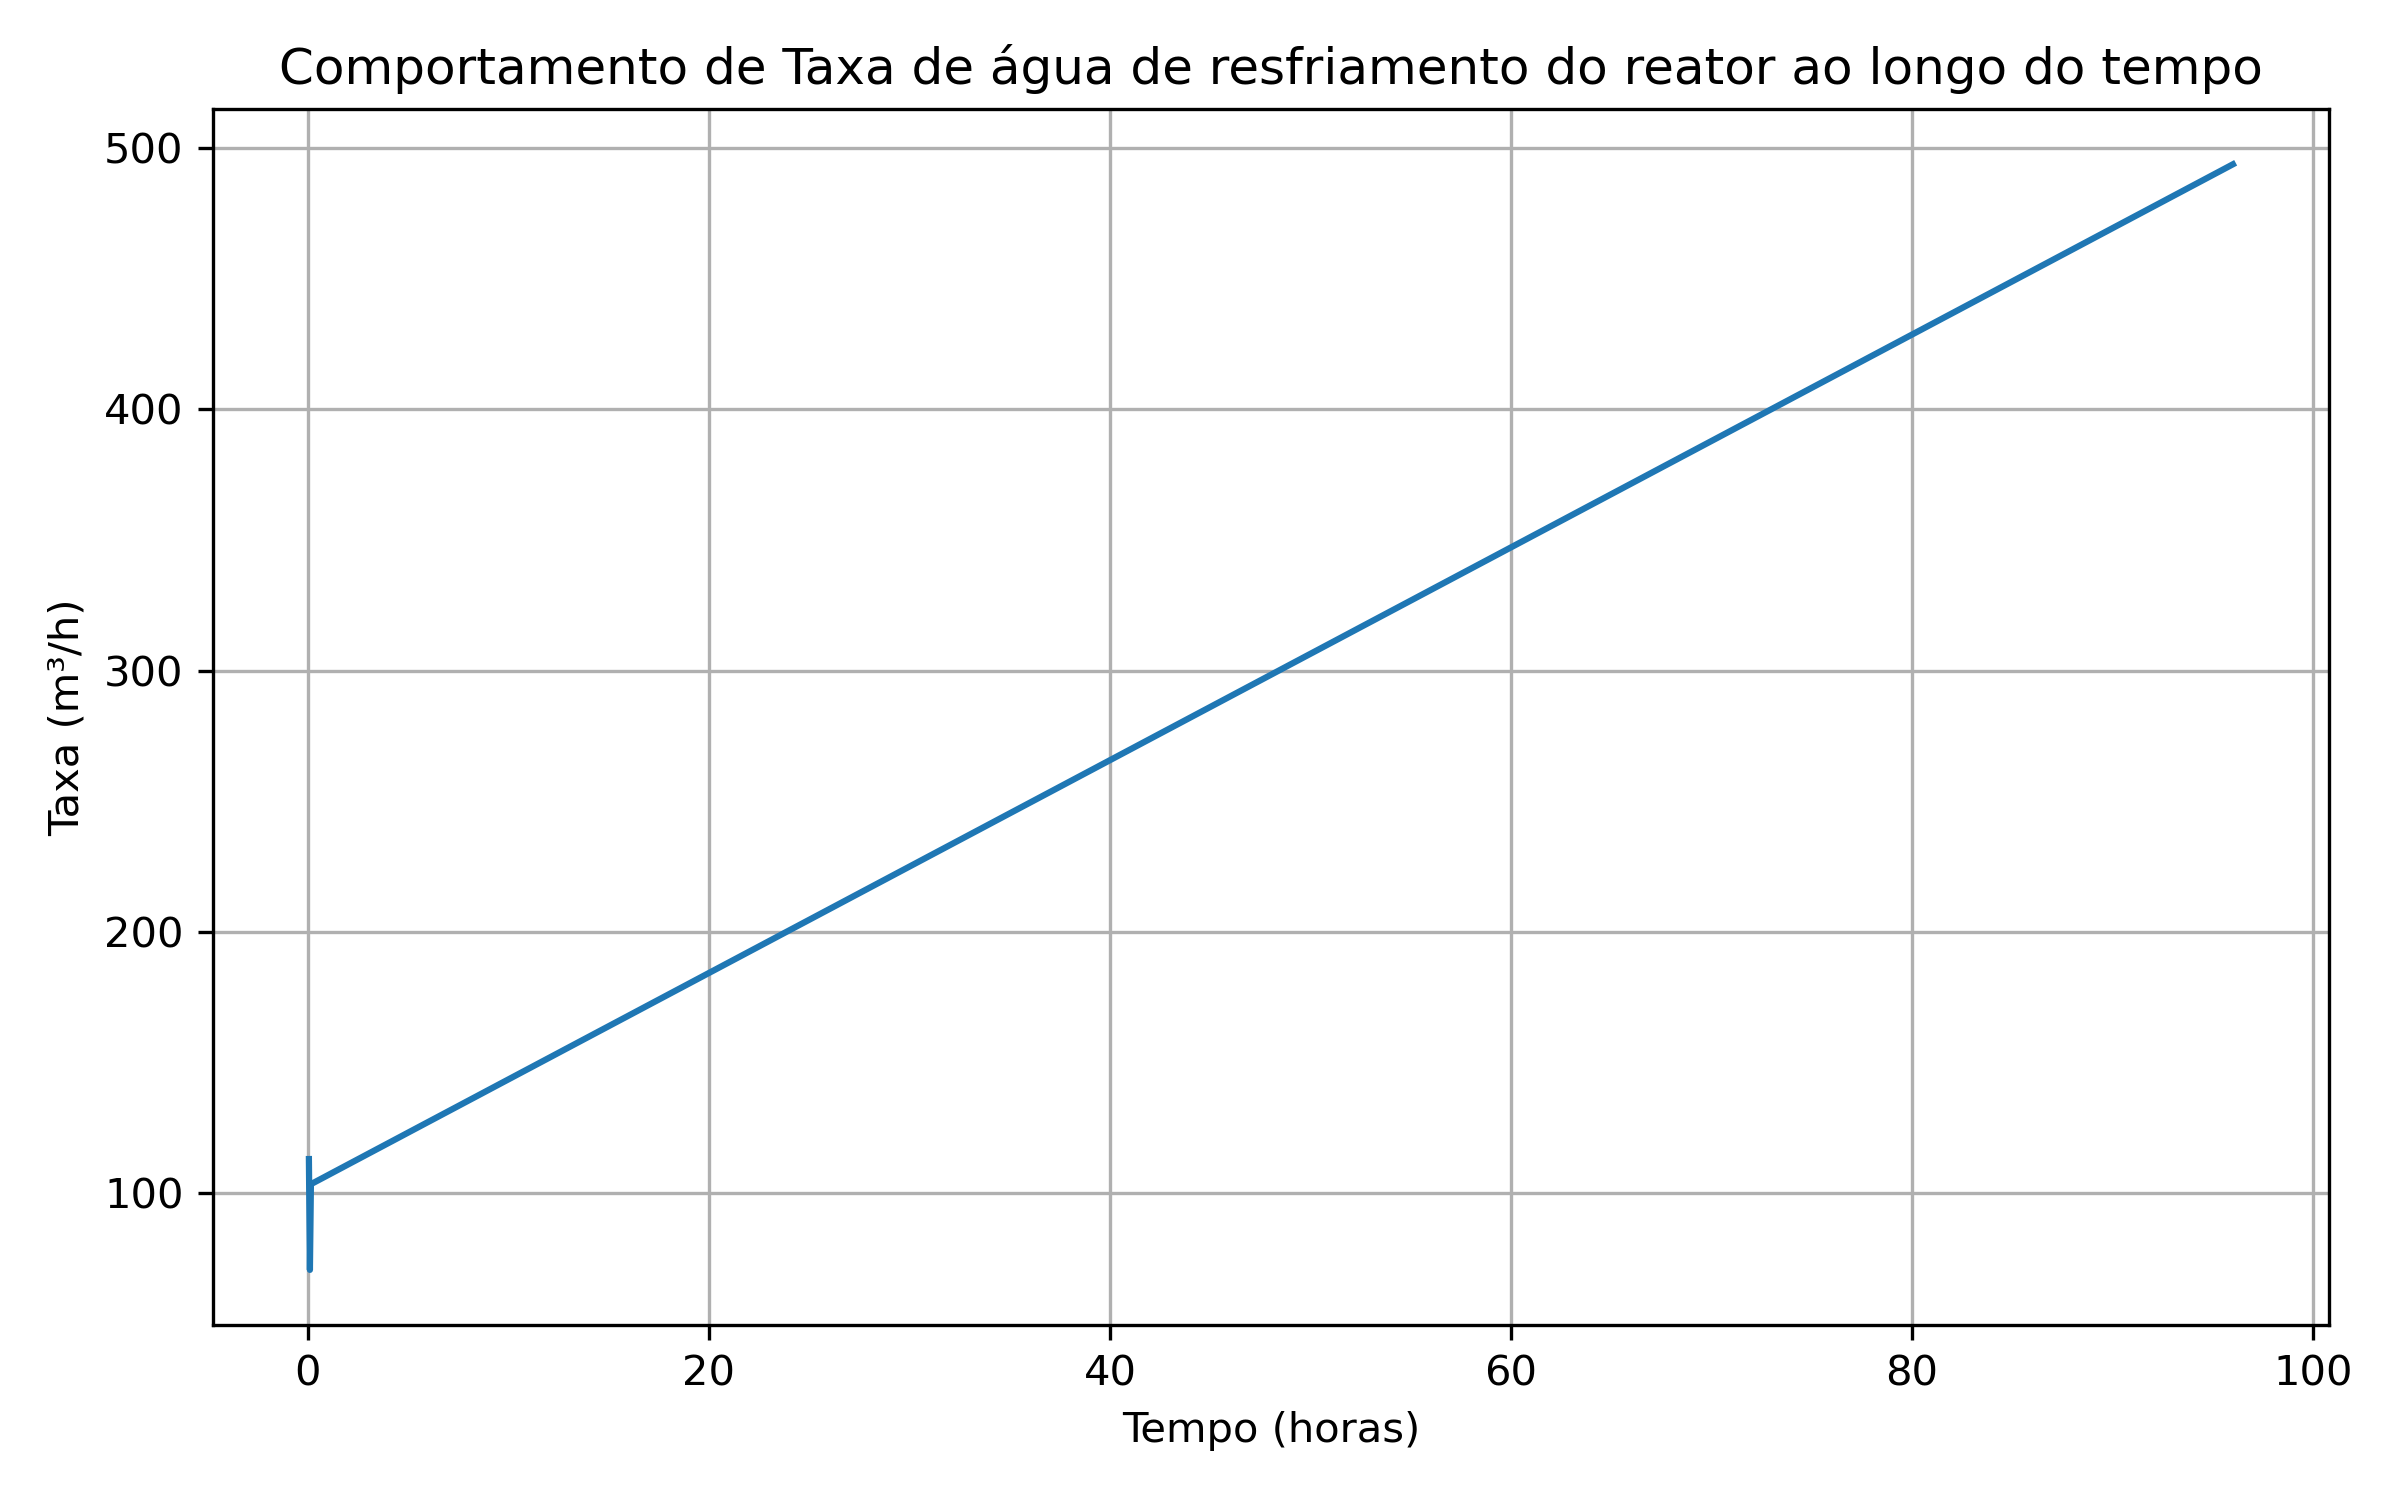 Comportamento de Taxa de água de resfriamento do reator ao longo do tempo
500
400
300
200
100
Taxa (m³/h)
0 20 40 60 80 100
Tempo (horas)